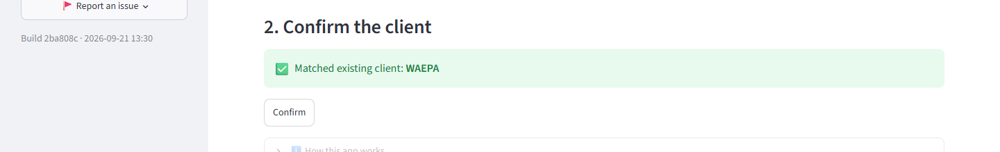 Report an issue
Build 2ba808c · 2026-09-21 13:30
2. Confirm the client
Matched existing client: WAEPA
Confirm
How this app works